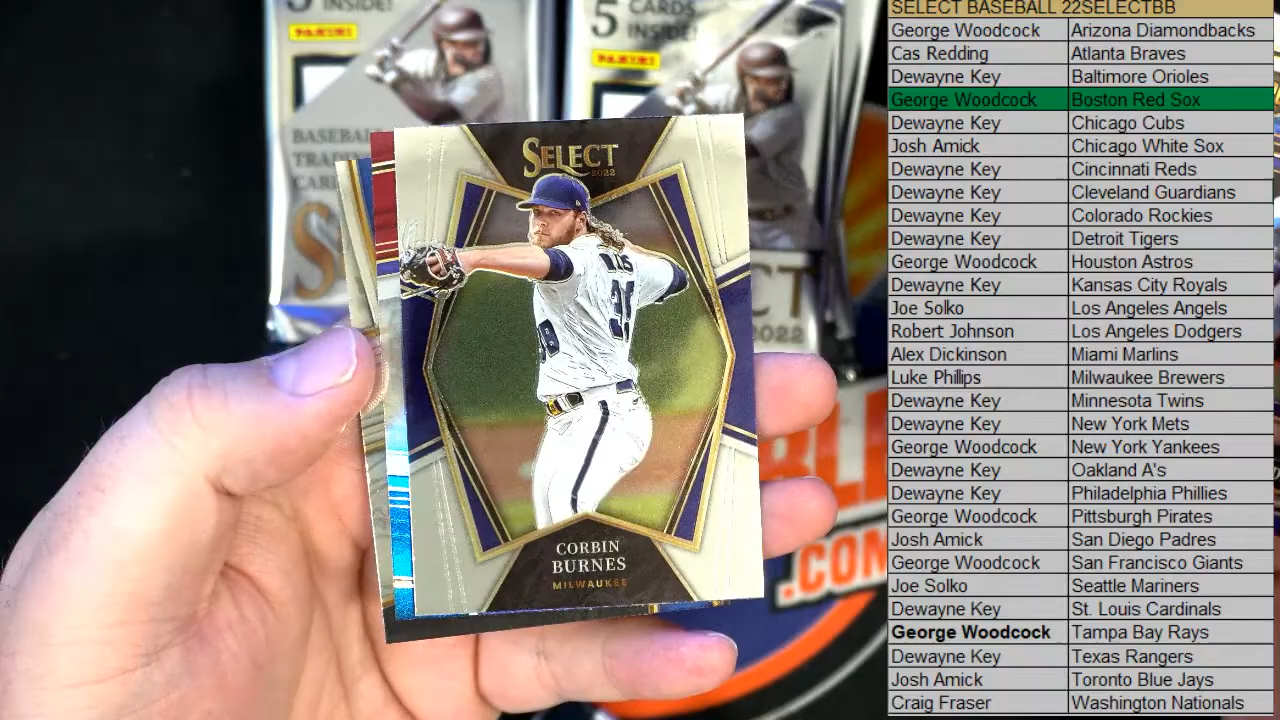 INSIDE!
PANINI
BASEBALL
5 CARDS
INSIDE!
PANINI
2022
SELECT
2022
39
CORBIN
BURNES
MILWAUKEE
.COM
SELECT BASEBALL 22SELECTBB
George Woodcock Arizona Diamondbacks
Cas Redding Atlanta Braves
Dewayne Key Baltimore Orioles
George Woodcock Boston Red Sox
Dewayne Key Chicago Cubs
Josh Amick Chicago White Sox
Dewayne Key Cincinnati Reds
Dewayne Key Cleveland Guardians
Dewayne Key Colorado Rockies
Dewayne Key Detroit Tigers
George Woodcock Houston Astros
Dewayne Key Kansas City Royals
Joe Solko Los Angeles Angels
Robert Johnson Los Angeles Dodgers
Alex Dickinson Miami Marlins
Luke Phillips Milwaukee Brewers
Dewayne Key Minnesota Twins
Dewayne Key New York Mets
George Woodcock New York Yankees
Dewayne Key Oakland A's
Dewayne Key Philadelphia Phillies
George Woodcock Pittsburgh Pirates
Josh Amick San Diego Padres
George Woodcock San Francisco Giants
Joe Solko Seattle Mariners
Dewayne Key St. Louis Cardinals
George Woodcock Tampa Bay Rays
Dewayne Key Texas Rangers
Josh Amick Toronto Blue Jays
Craig Fraser Washington Nationals